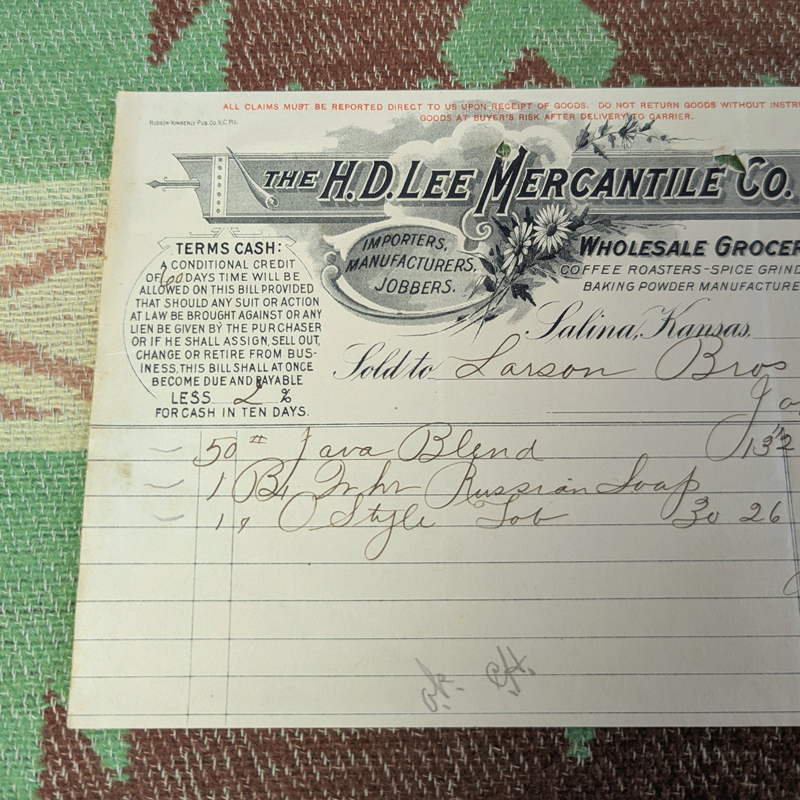 ALL CLAIMS MUST BE REPORTED DIRECT TO US UPON RECEIPT OF GOODS. DO NOT RETURN GOODS WITHOUT INSTRU
GOODS AT BUYER'S RISK AFTER DELIVERY TO CARRIER.
HUDSON-KIMBERLY PUB. CO. K.C. MO.
THE H.D. LEE MERCANTILE CO.
IMPORTERS,
MANUFACTURERS,
JOBBERS.
WHOLESALE GROCER
COFFEE ROASTERS-SPICE GRIND
BAKING POWDER MANUFACTURE
TERMS CASH:
A CONDITIONAL CREDIT
OF 60 DAYS TIME WILL BE
ALLOWED ON THIS BILL PROVIDED
THAT SHOULD ANY SUIT OR ACTION
AT LAW BE BROUGHT AGAINST OR ANY
LIEN BE GIVEN BY THE PURCHASER
OR IF HE SHALL ASSIGN, SELL OUT,
CHANGE OR RETIRE FROM BUS-
INESS, THIS BILL SHALL AT ONCE
BECOME DUE AND PAYABLE
LESS 2 %
FOR CASH IN TEN DAYS.
Salina, Kansas,
Sold to Larson Bros
50 # Java Blend 13 1/2
1 Bx Russian Soap
1 " Style Tob 30 26
o.k.